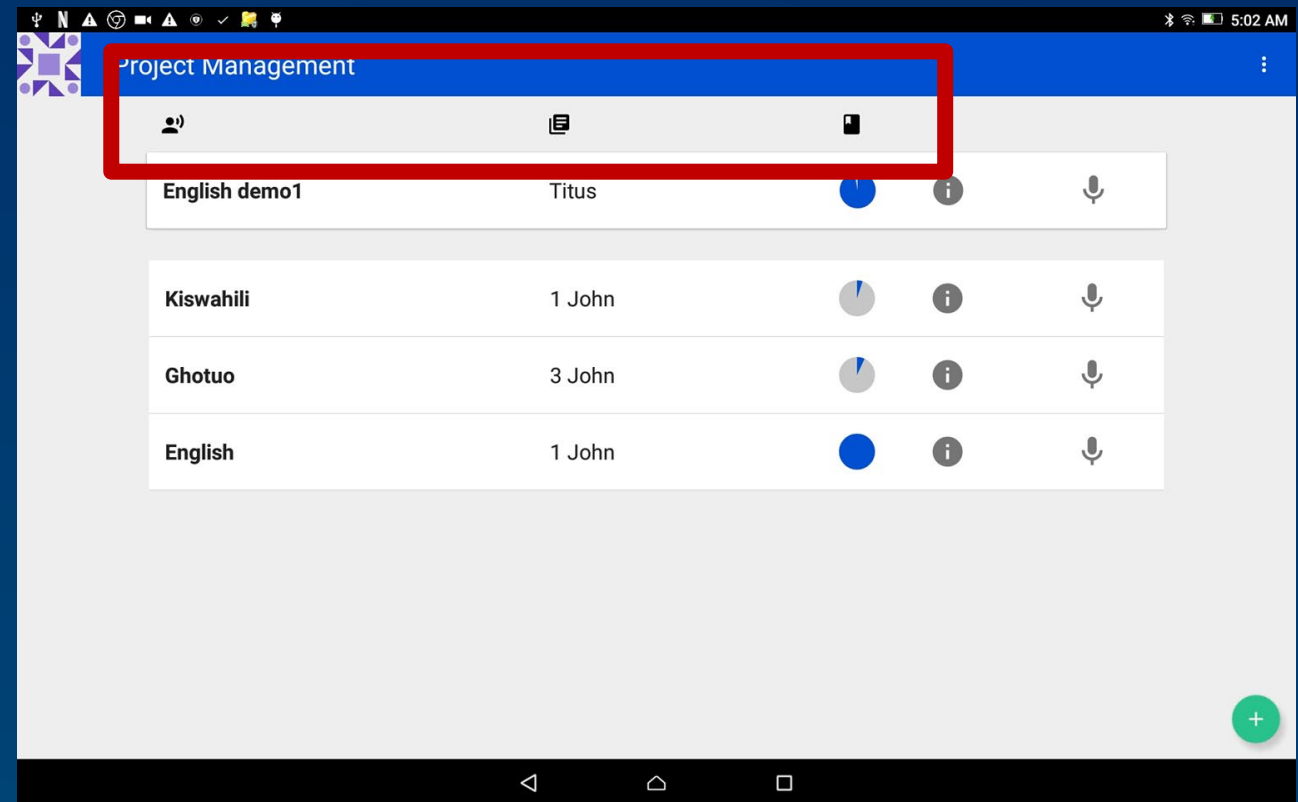 5:02 AM
Project Management
English demo1 Titus
Kiswahili 1 John
Ghotuo 3 John
English 1 John